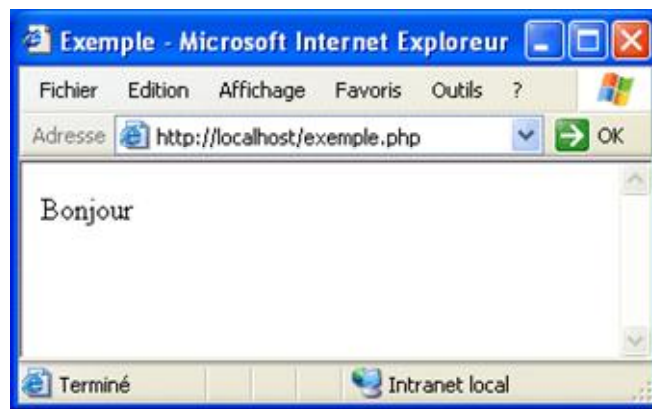 Exemple - Microsoft Internet Exploreur
Fichier Edition Affichage Favoris Outils ?
Adresse http://localhost/exemple.php OK
Bonjour
Terminé Intranet local